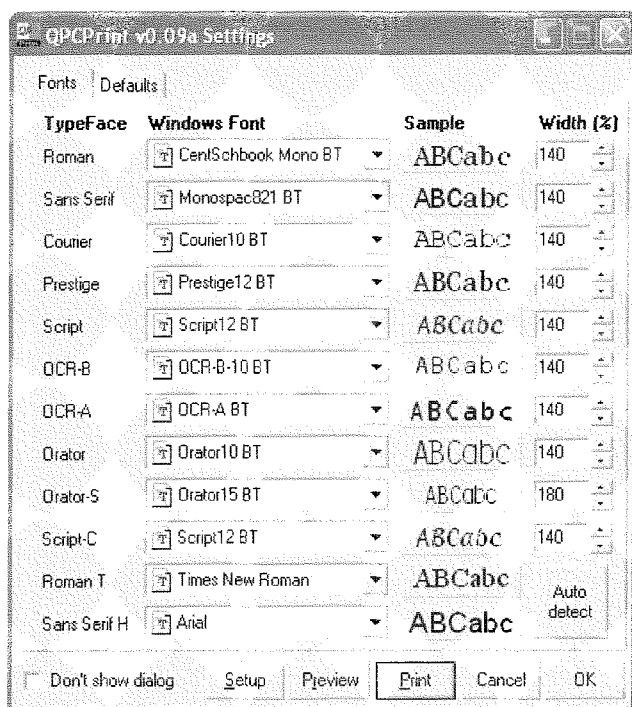 QPCPrint v0.09a Settings
Fonts Defaults
TypeFace Windows Font Sample Width (%)
Roman CentSchbook Mono BT ABCabc 140
Sans Serif Monospac821 BT ABCabc 140
Courier Courier10 BT ABCabc 140
Prestige Prestige12 BT ABCabc 140
Script Script12 BT ABCabc 140
OCR-B OCR-B-10 BT ABCabc 140
OCR-A OCR-A BT ABCabc 140
Orator Orator10 BT ABCabc 140
Orator-S Orator15 BT ABCabc 180
Script-C Script12 BT ABCabc 140
Roman T Times New Roman ABCabc
Auto
detect
Sans Serif H Arial ABCabc
Don't show dialog Setup Preview Print Cancel OK